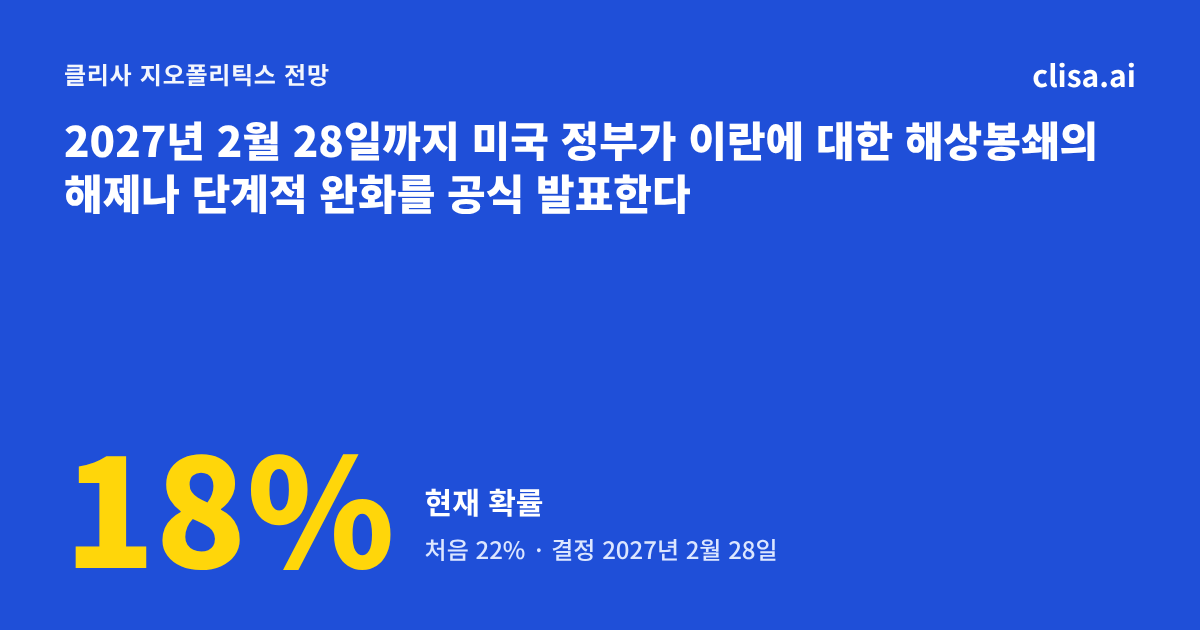 클리사 지오폴리틱스 전망
clisa.ai
2027년 2월 28일까지 미국 정부가 이란에 대한 해상봉쇄의
해제나 단계적 완화를 공식 발표한다
18%
현재 확률
처음 22% · 결정 2027년 2월 28일